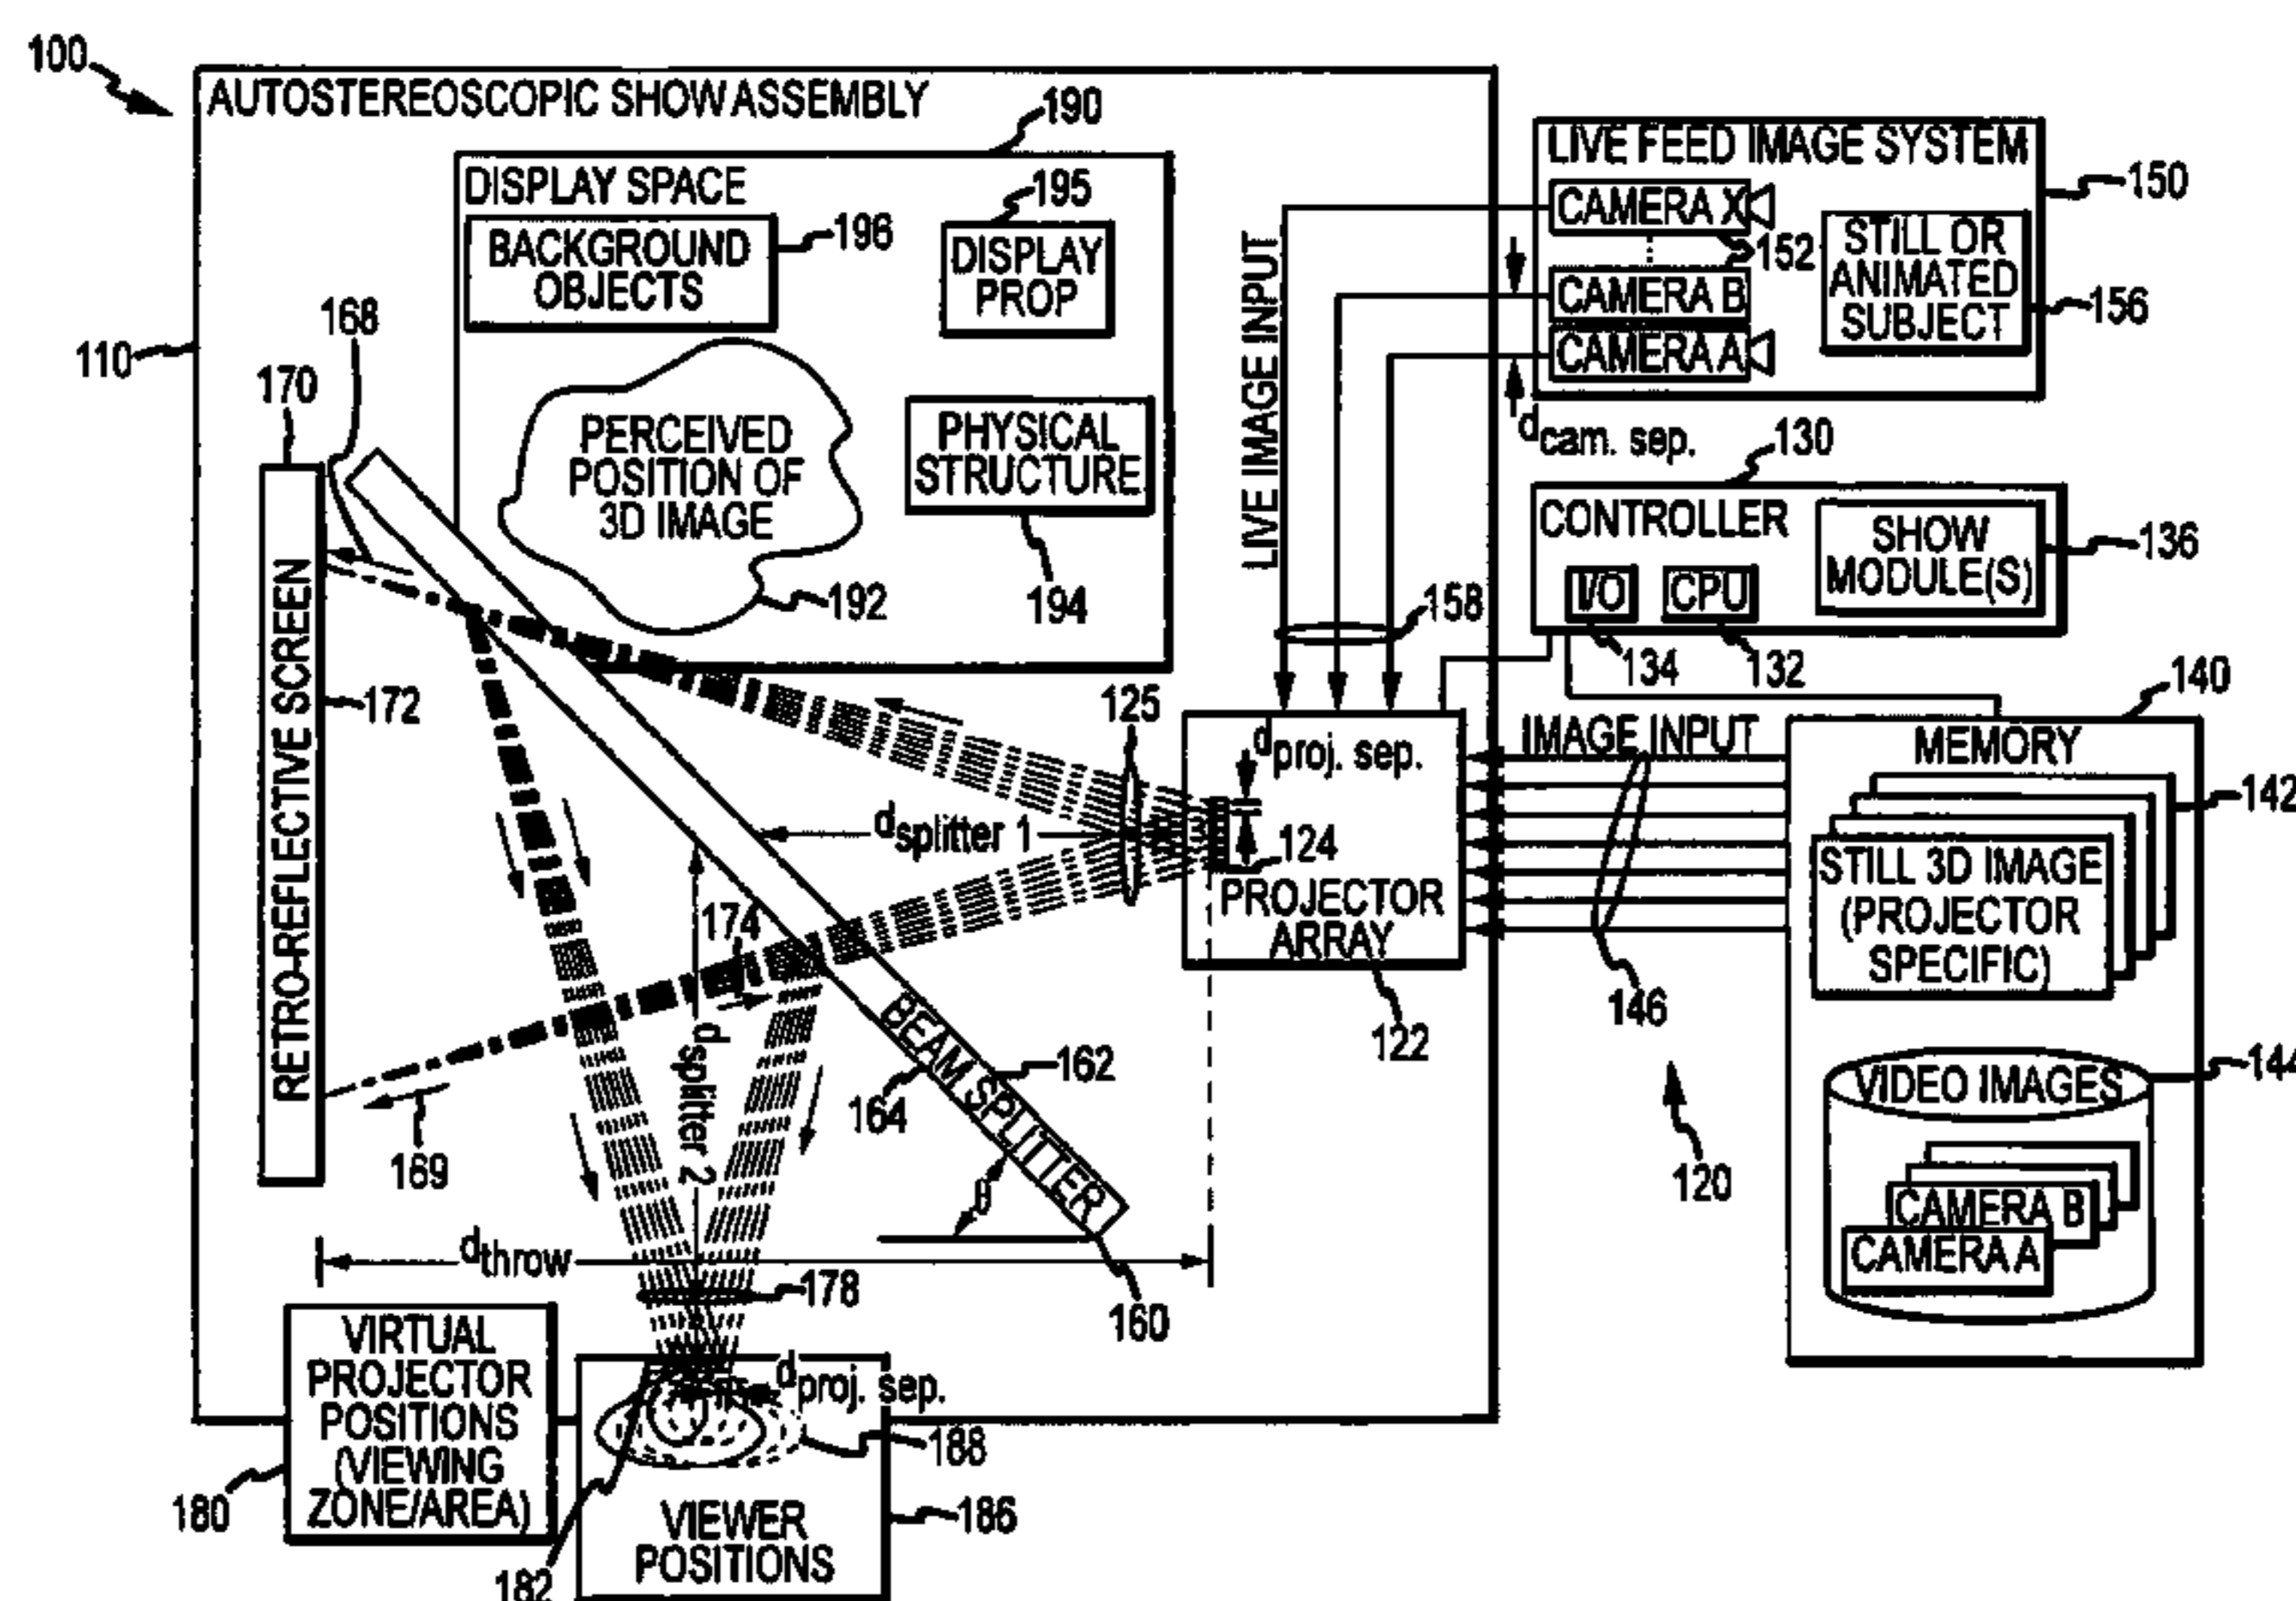 100
AUTOSTEREOSCOPIC SHOW ASSEMBLY
190
DISPLAY SPACE
195
BACKGROUND
OBJECTS
196
DISPLAY
PROP
168
110
170
PERCEIVED
POSITION OF
3D IMAGE
PHYSICAL
STRUCTURE
192
194
RETRO-REFLECTIVE SCREEN
172
LIVE IMAGE INPUT
158
LIVE FEED IMAGE SYSTEM
150
CAMERA X
152
CAMERA B
CAMERA A
STILL OR
ANIMATED
SUBJECT
156
dcam. sep.
130
CONTROLLER
SHOW
MODULE(S)
136
I/O
CPU
134
132
140
125
dproj. sep.
124
PROJECTOR
ARRAY
122
IMAGE INPUT
146
MEMORY
142
STILL 3D IMAGE
(PROJECTOR
SPECIFIC)
144
VIDEO IMAGES
CAMERA B
CAMERA A
120
dsplitter 1
174
dsplitter 2
BEAM SPLITTER
162
164
169
θ
160
dthrow
178
VIRTUAL
PROJECTOR
POSITIONS
(VIEWING
ZONE/AREA)
180
dproj. sep.
188
VIEWER
POSITIONS
186
182